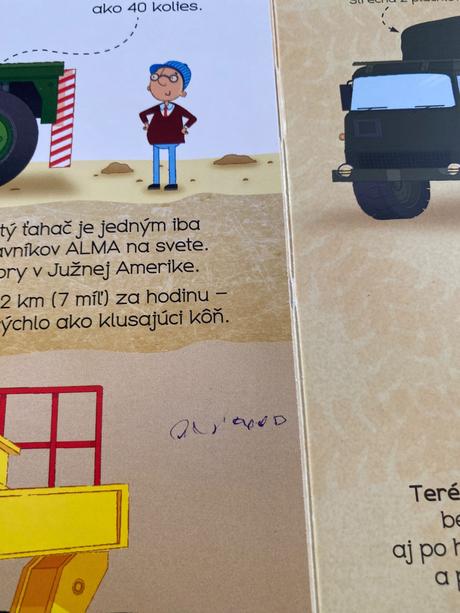 ako 40 kolies.
tý ťahač je jedným iba
avníkov ALMA na svete.
ory v Južnej Amerike.
2 km (7 míľ) za hodinu –
ýchlo ako klusajúci kôň.
Teré
be
aj po h
a p